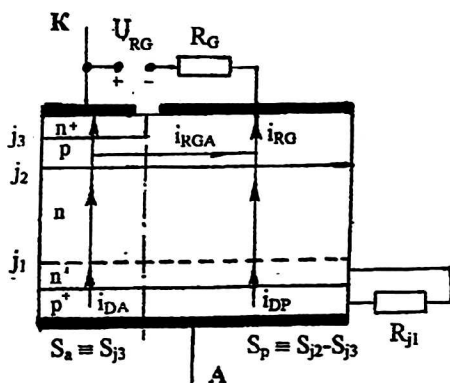 K U_RG R_G
+ −
j3 n⁺ i_RGA i_RG
p
j2
n
j1
n' i_DA i_DP
p⁺ R_j1
S_a ≡ S_j3 S_p ≡ S_j2-S_j3
A